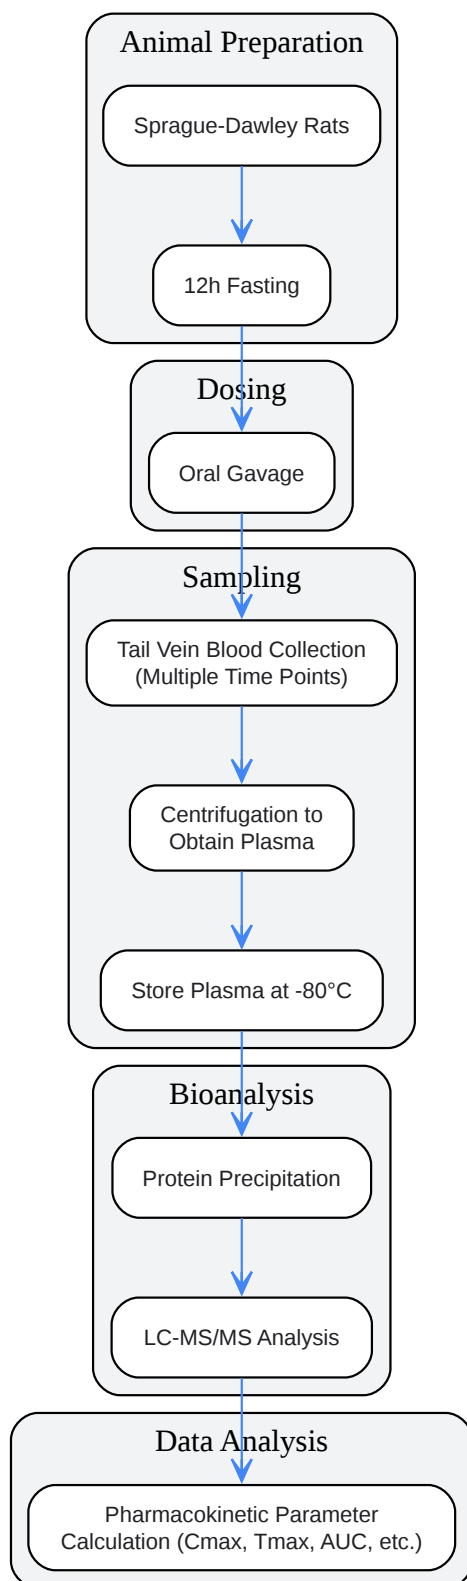 Animal Preparation
Sprague-Dawley Rats
12h Fasting
Dosing
Oral Gavage
Sampling
Tail Vein Blood Collection
(Multiple Time Points)
Centrifugation to
Obtain Plasma
Store Plasma at -80°C
Bioanalysis
Protein Precipitation
LC-MS/MS Analysis
Data Analysis
Pharmacokinetic Parameter
Calculation (Cmax, Tmax, AUC, etc.)